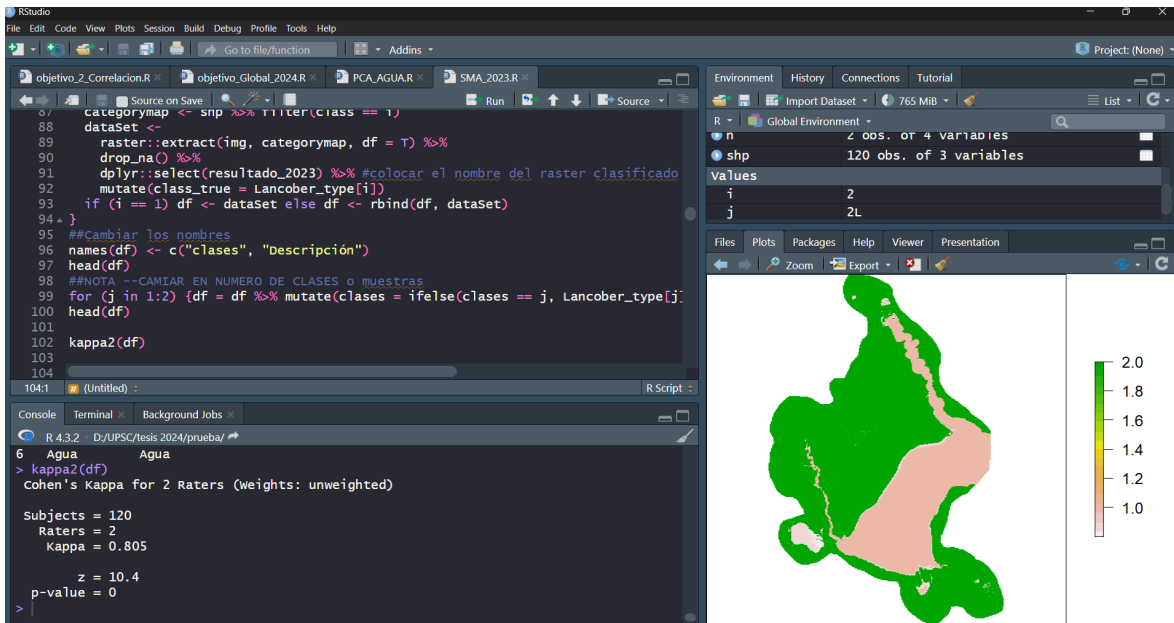 RStudio
File Edit Code View Plots Session Build Debug Profile Tools Help
Go to file/function Addins Project: (None)
objetivo_2_Correlacion.R objetivo_Global_2024.R PCA_AGUA.R SMA_2023.R
Source on Save Run Source
87 categorymap <- shp %>% filter(class == i)
88 dataSet <-
89 raster::extract(img, categorymap, df = T) %>%
90 drop_na() %>%
91 dplyr::select(resultado_2023) %>% #colocar el nombre del raster clasificado
92 mutate(class_true = Lancober_type[i])
93 if (i == 1) df <- dataSet else df <- rbind(df, dataSet)
94 }
95 ##Cambiar los nombres
96 names(df) <- c("clases", "Descripción")
97 head(df)
98 ##NOTA --CAMIAR EN NUMERO DE CLASES o muestras
99 for (j in 1:2) {df = df %>% mutate(clases = ifelse(clases == j, Lancober_type[j]
100 head(df)
101
102 kappa2(df)
103
104
104:1 (Untitled) R Script
Console Terminal Background Jobs
R 4.3.2 · D:/UPSC/tesis 2024/prueba/
6 Agua Agua
> kappa2(df)
Cohen's Kappa for 2 Raters (Weights: unweighted)
Subjects = 120
Raters = 2
Kappa = 0.805
z = 10.4
p-value = 0
>
Environment History Connections Tutorial
Import Dataset 765 MiB List
R Global Environment
2 obs. of 4 variables
shp 120 obs. of 3 variables
Values
i 2
j 2L
Files Plots Packages Help Viewer Presentation
Zoom Export
2.0
1.8
1.6
1.4
1.2
1.0